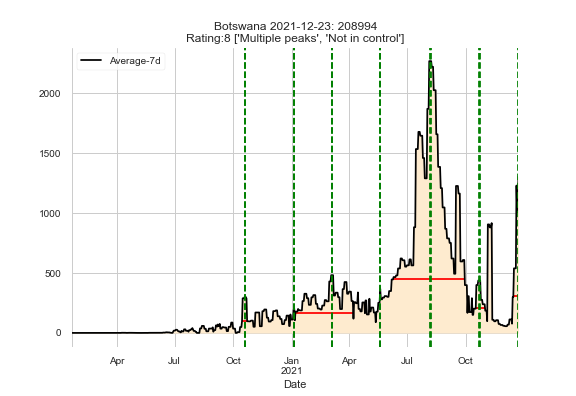 Botswana 2021-12-23: 208994
Rating:8 ['Multiple peaks', 'Not in control']
Average-7d
2000
1500
1000
500
0
Apr Jul Oct Jan Apr Jul Oct
2021
Date